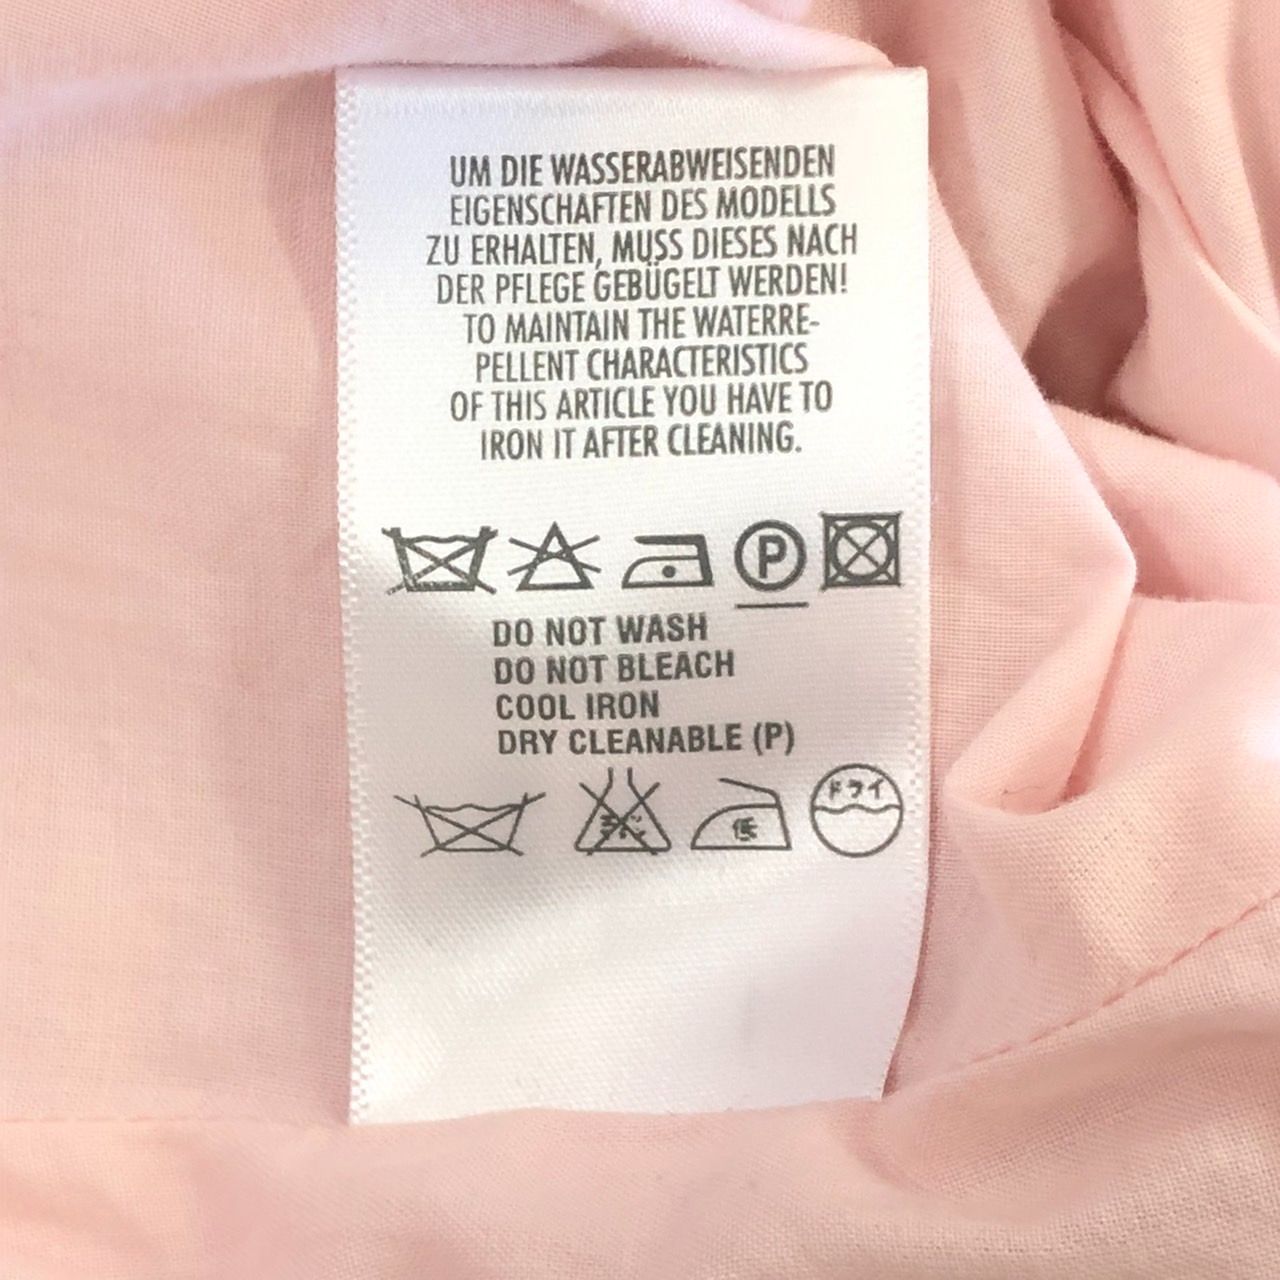 UM DIE WASSERABWEISENDEN
EIGENSCHAFTEN DES MODELLS
ZU ERHALTEN, MUSS DIESES NACH
DER PFLEGE GEBÜGELT WERDEN!
TO MAINTAIN THE WATERRE-
PELLENT CHARACTERISTICS
OF THIS ARTICLE YOU HAVE TO
IRON IT AFTER CLEANING.
P
DO NOT WASH
DO NOT BLEACH
COOL IRON
DRY CLEANABLE (P)
低 ドライ